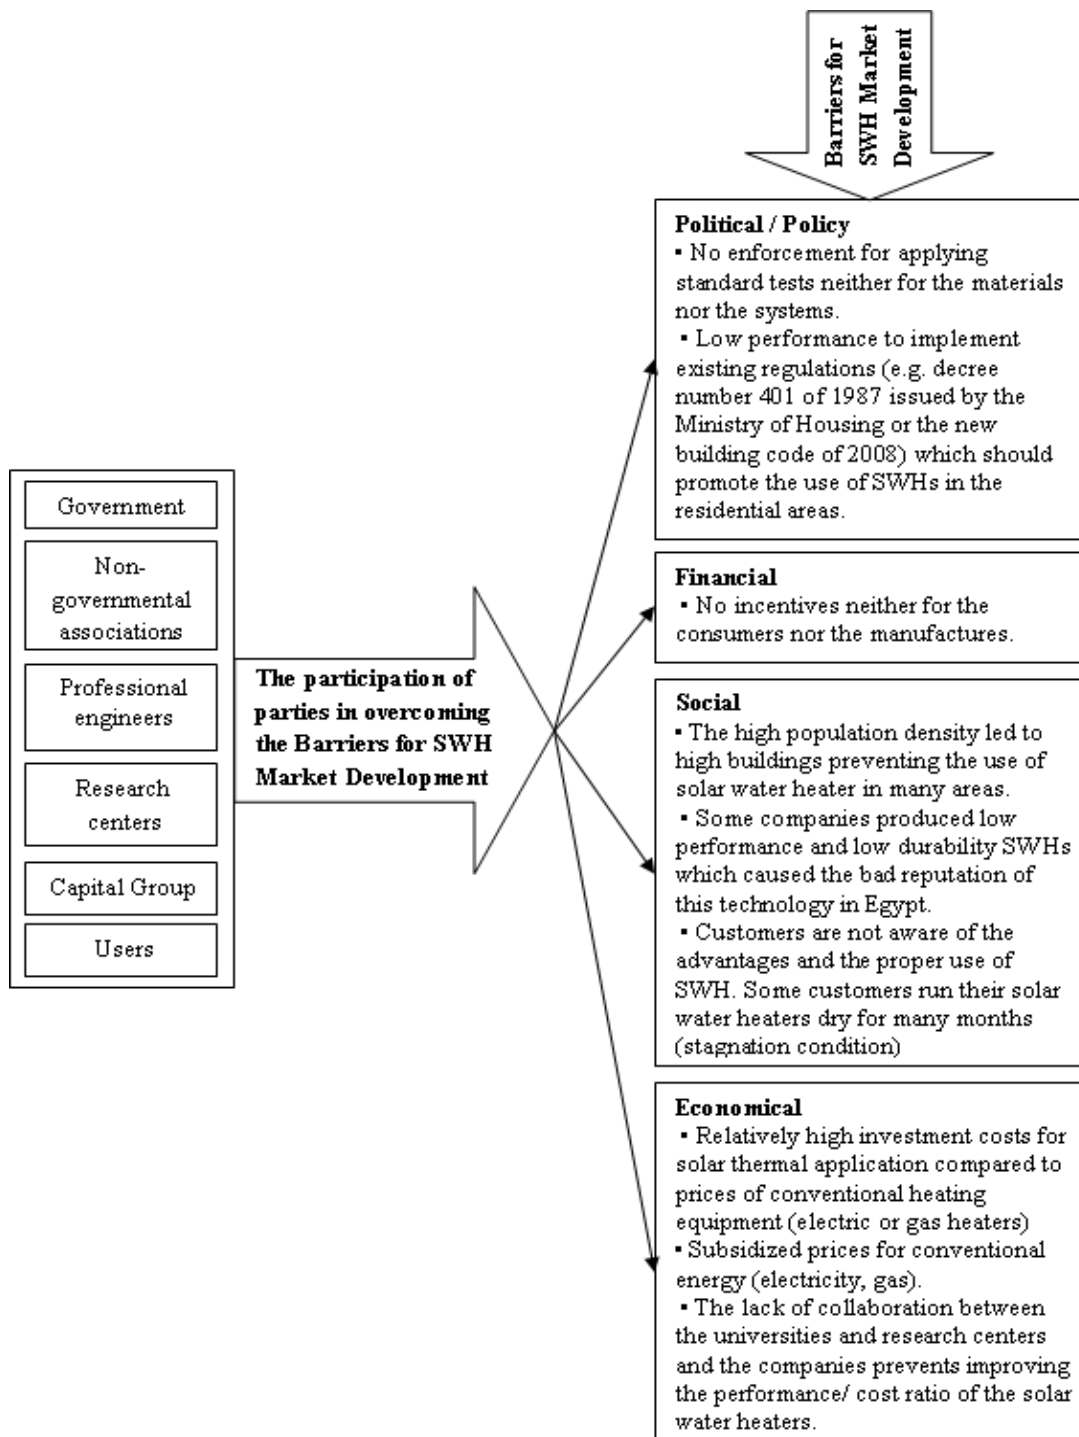 Barriers for
SWH Market
Development
Political / Policy
▪ No enforcement for applying
standard tests neither for the materials
nor the systems.
▪ Low performance to implement
existing regulations (e.g. decree
number 401 of 1987 issued by the
Ministry of Housing or the new
building code of 2008) which should
promote the use of SWHs in the
residential areas.
Government
Non-
governmental
associations
Professional
engineers
Research
centers
Capital Group
Users
The participation of
parties in overcoming
the Barriers for SWH
Market Development
Financial
▪ No incentives neither for the
consumers nor the manufactures.
Social
▪ The high population density led to
high buildings preventing the use of
solar water heater in many areas.
▪ Some companies produced low
performance and low durability SWHs
which caused the bad reputation of
this technology in Egypt.
▪ Customers are not aware of the
advantages and the proper use of
SWH. Some customers run their solar
water heaters dry for many months
(stagnation condition)
Economical
▪ Relatively high investment costs for
solar thermal application compared to
prices of conventional heating
equipment (electric or gas heaters)
▪ Subsidized prices for conventional
energy (electricity, gas).
▪ The lack of collaboration between
the universities and research centers
and the companies prevents improving
the performance/ cost ratio of the solar
water heaters.